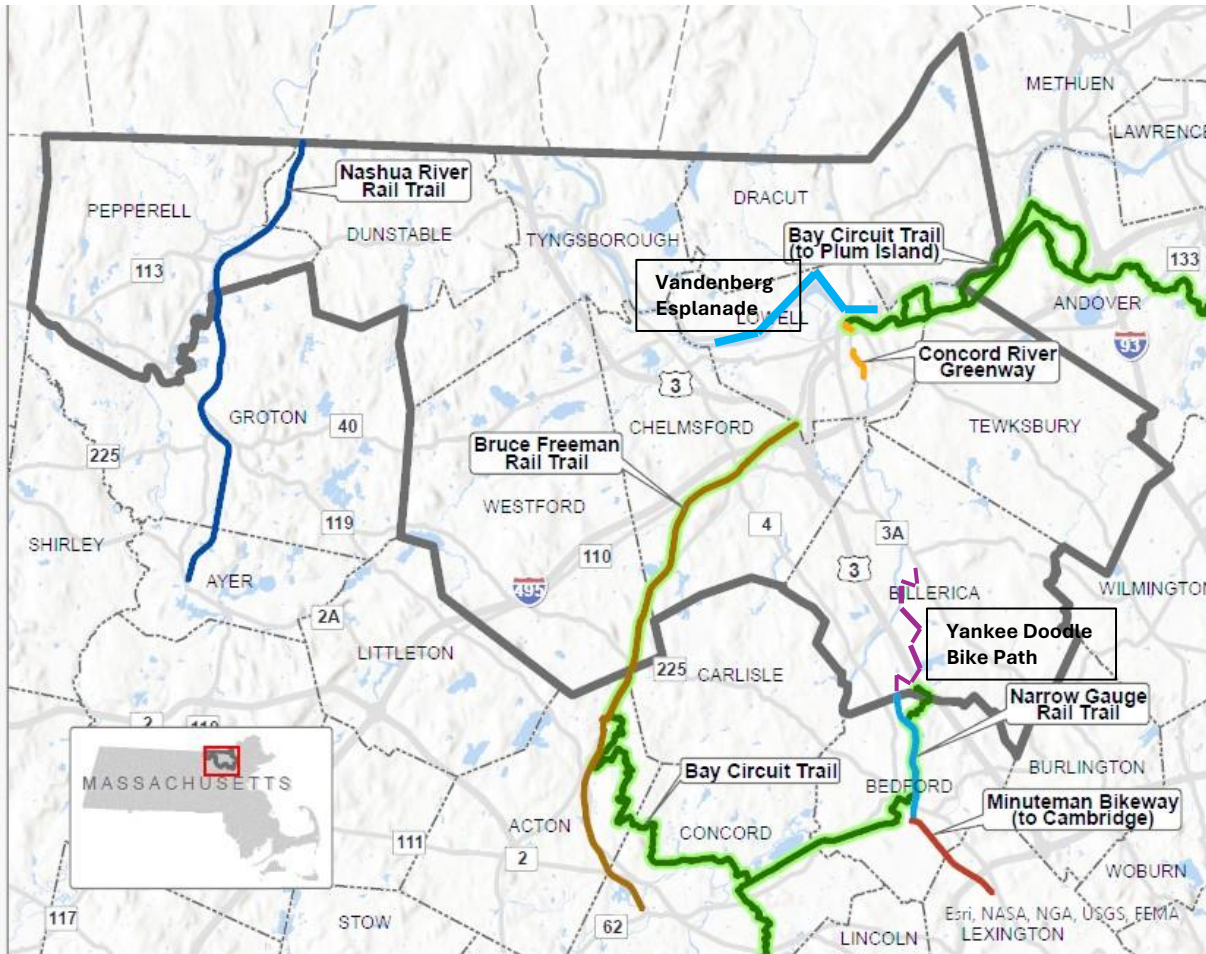 METHUEN
LAWRENCE
Nashua River
Rail Trail
PEPPERELL
DUNSTABLE
TYNGSBOROUGH
DRACUT
Bay Circuit Trail
(to Plum Island)
113
133
Vandenberg
Esplanade
LOWELL
ANDOVER
93
Concord River
Greenway
3
GROTON
40
CHELMSFORD
TEWKSBURY
Bruce Freeman
Rail Trail
225
WESTFORD
119
4
3A
SHIRLEY
110
3
AYER
495
BILLERICA
WILMINGTON
2A
LITTLETON
Yankee Doodle
Bike Path
225
CARLISLE
Narrow Gauge
Rail Trail
2
MASSACHUSETTS
Bay Circuit Trail
BEDFORD
BURLINGTON
Minuteman Bikeway
(to Cambridge)
ACTON
CONCORD
111
2
WOBURN
117
STOW
62
Esri, NASA, NGA, USGS, FEMA
LINCOLN
LEXINGTON